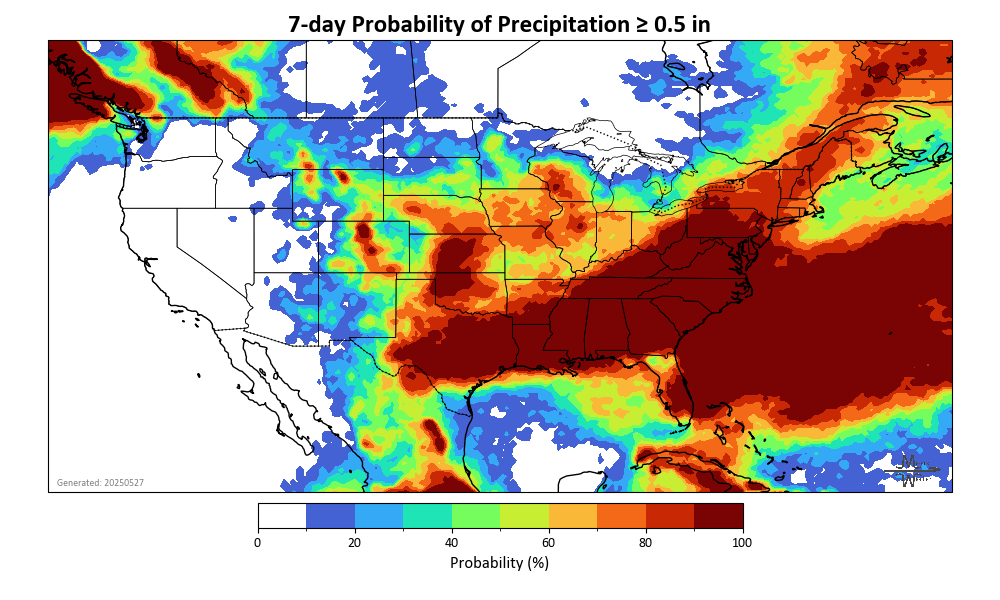 7-day Probability of Precipitation ≥ 0.5 in
Generated: 20250527
0 20 40 60 80 100
Probability (%)